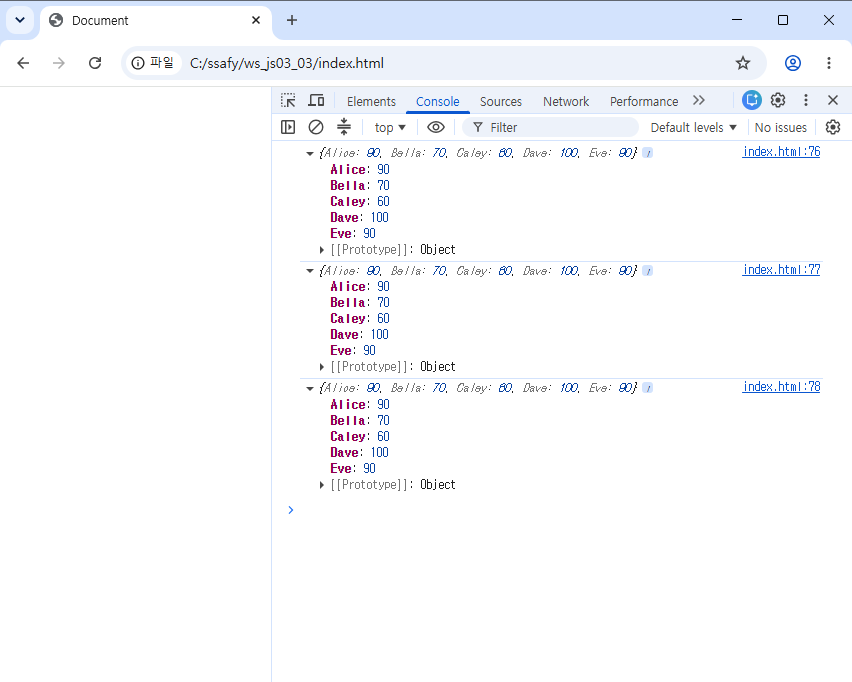 Document
파일 C:/ssafy/ws_js03_03/index.html
Elements Console Sources Network Performance
top Filter Default levels No issues
{Alice: 90, Bella: 70, Caley: 60, Dave: 100, Eve: 90} i index.html:76
Alice: 90
Bella: 70
Caley: 60
Dave: 100
Eve: 90
[[Prototype]]: Object
{Alice: 90, Bella: 70, Caley: 60, Dave: 100, Eve: 90} i index.html:77
Alice: 90
Bella: 70
Caley: 60
Dave: 100
Eve: 90
[[Prototype]]: Object
{Alice: 90, Bella: 70, Caley: 60, Dave: 100, Eve: 90} i index.html:78
Alice: 90
Bella: 70
Caley: 60
Dave: 100
Eve: 90
[[Prototype]]: Object